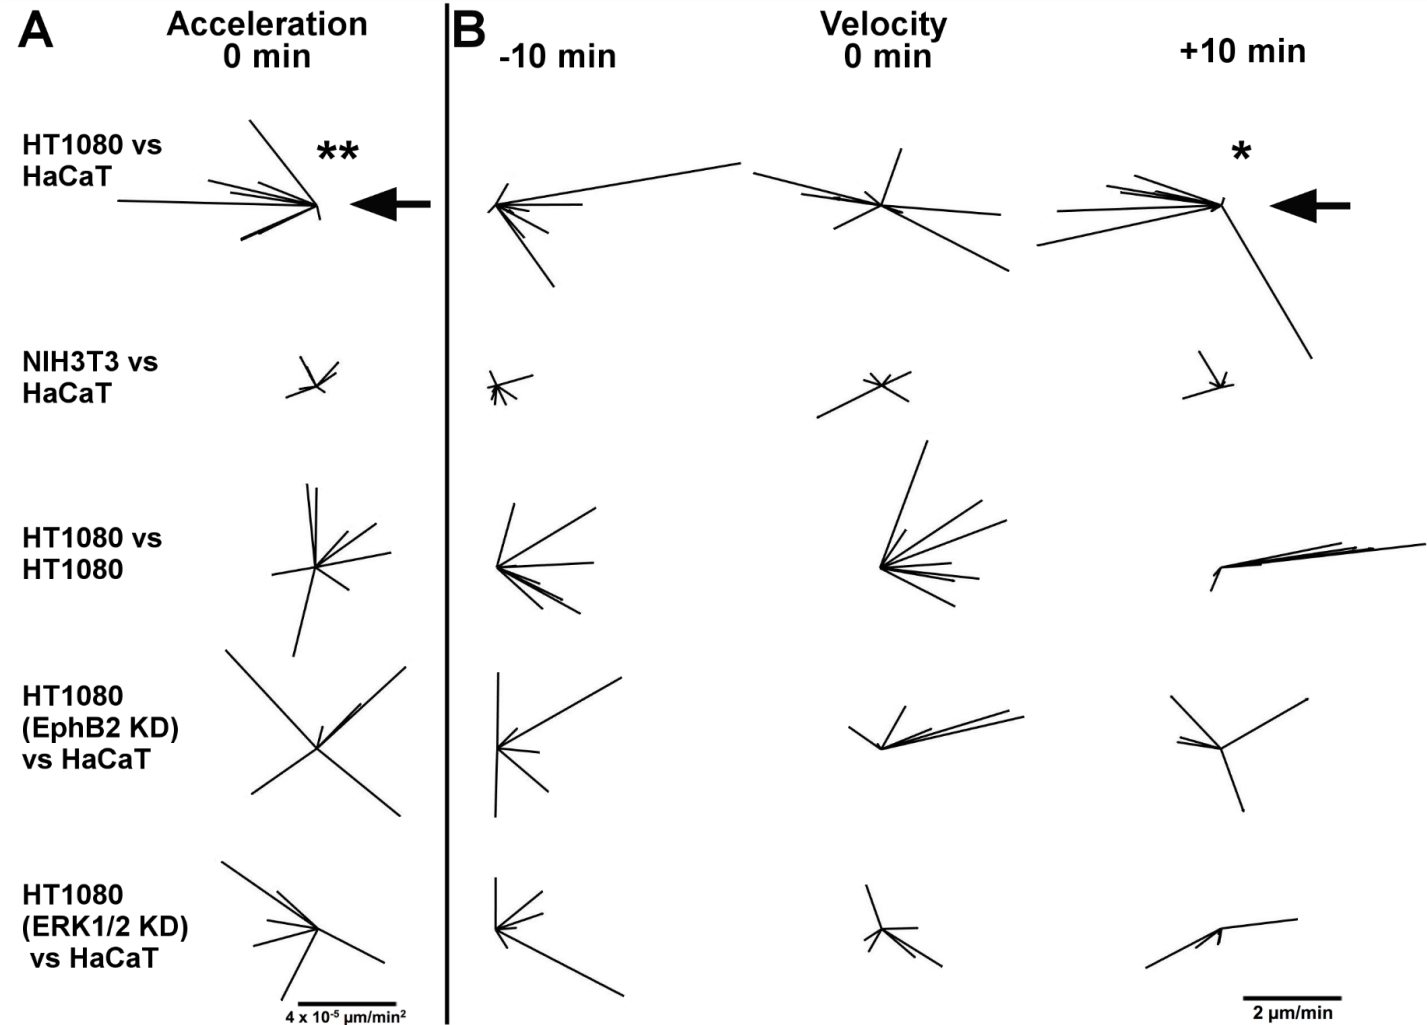 A
Acceleration
0 min
B
Velocity
-10 min
0 min
+10 min
HT1080 vs
HaCaT
**
*
NIH3T3 vs
HaCaT
HT1080 vs
HT1080
HT1080
(EphB2 KD)
vs HaCaT
HT1080
(ERK1/2 KD)
vs HaCaT
4 x 10⁻⁵ µm/min²
2 µm/min